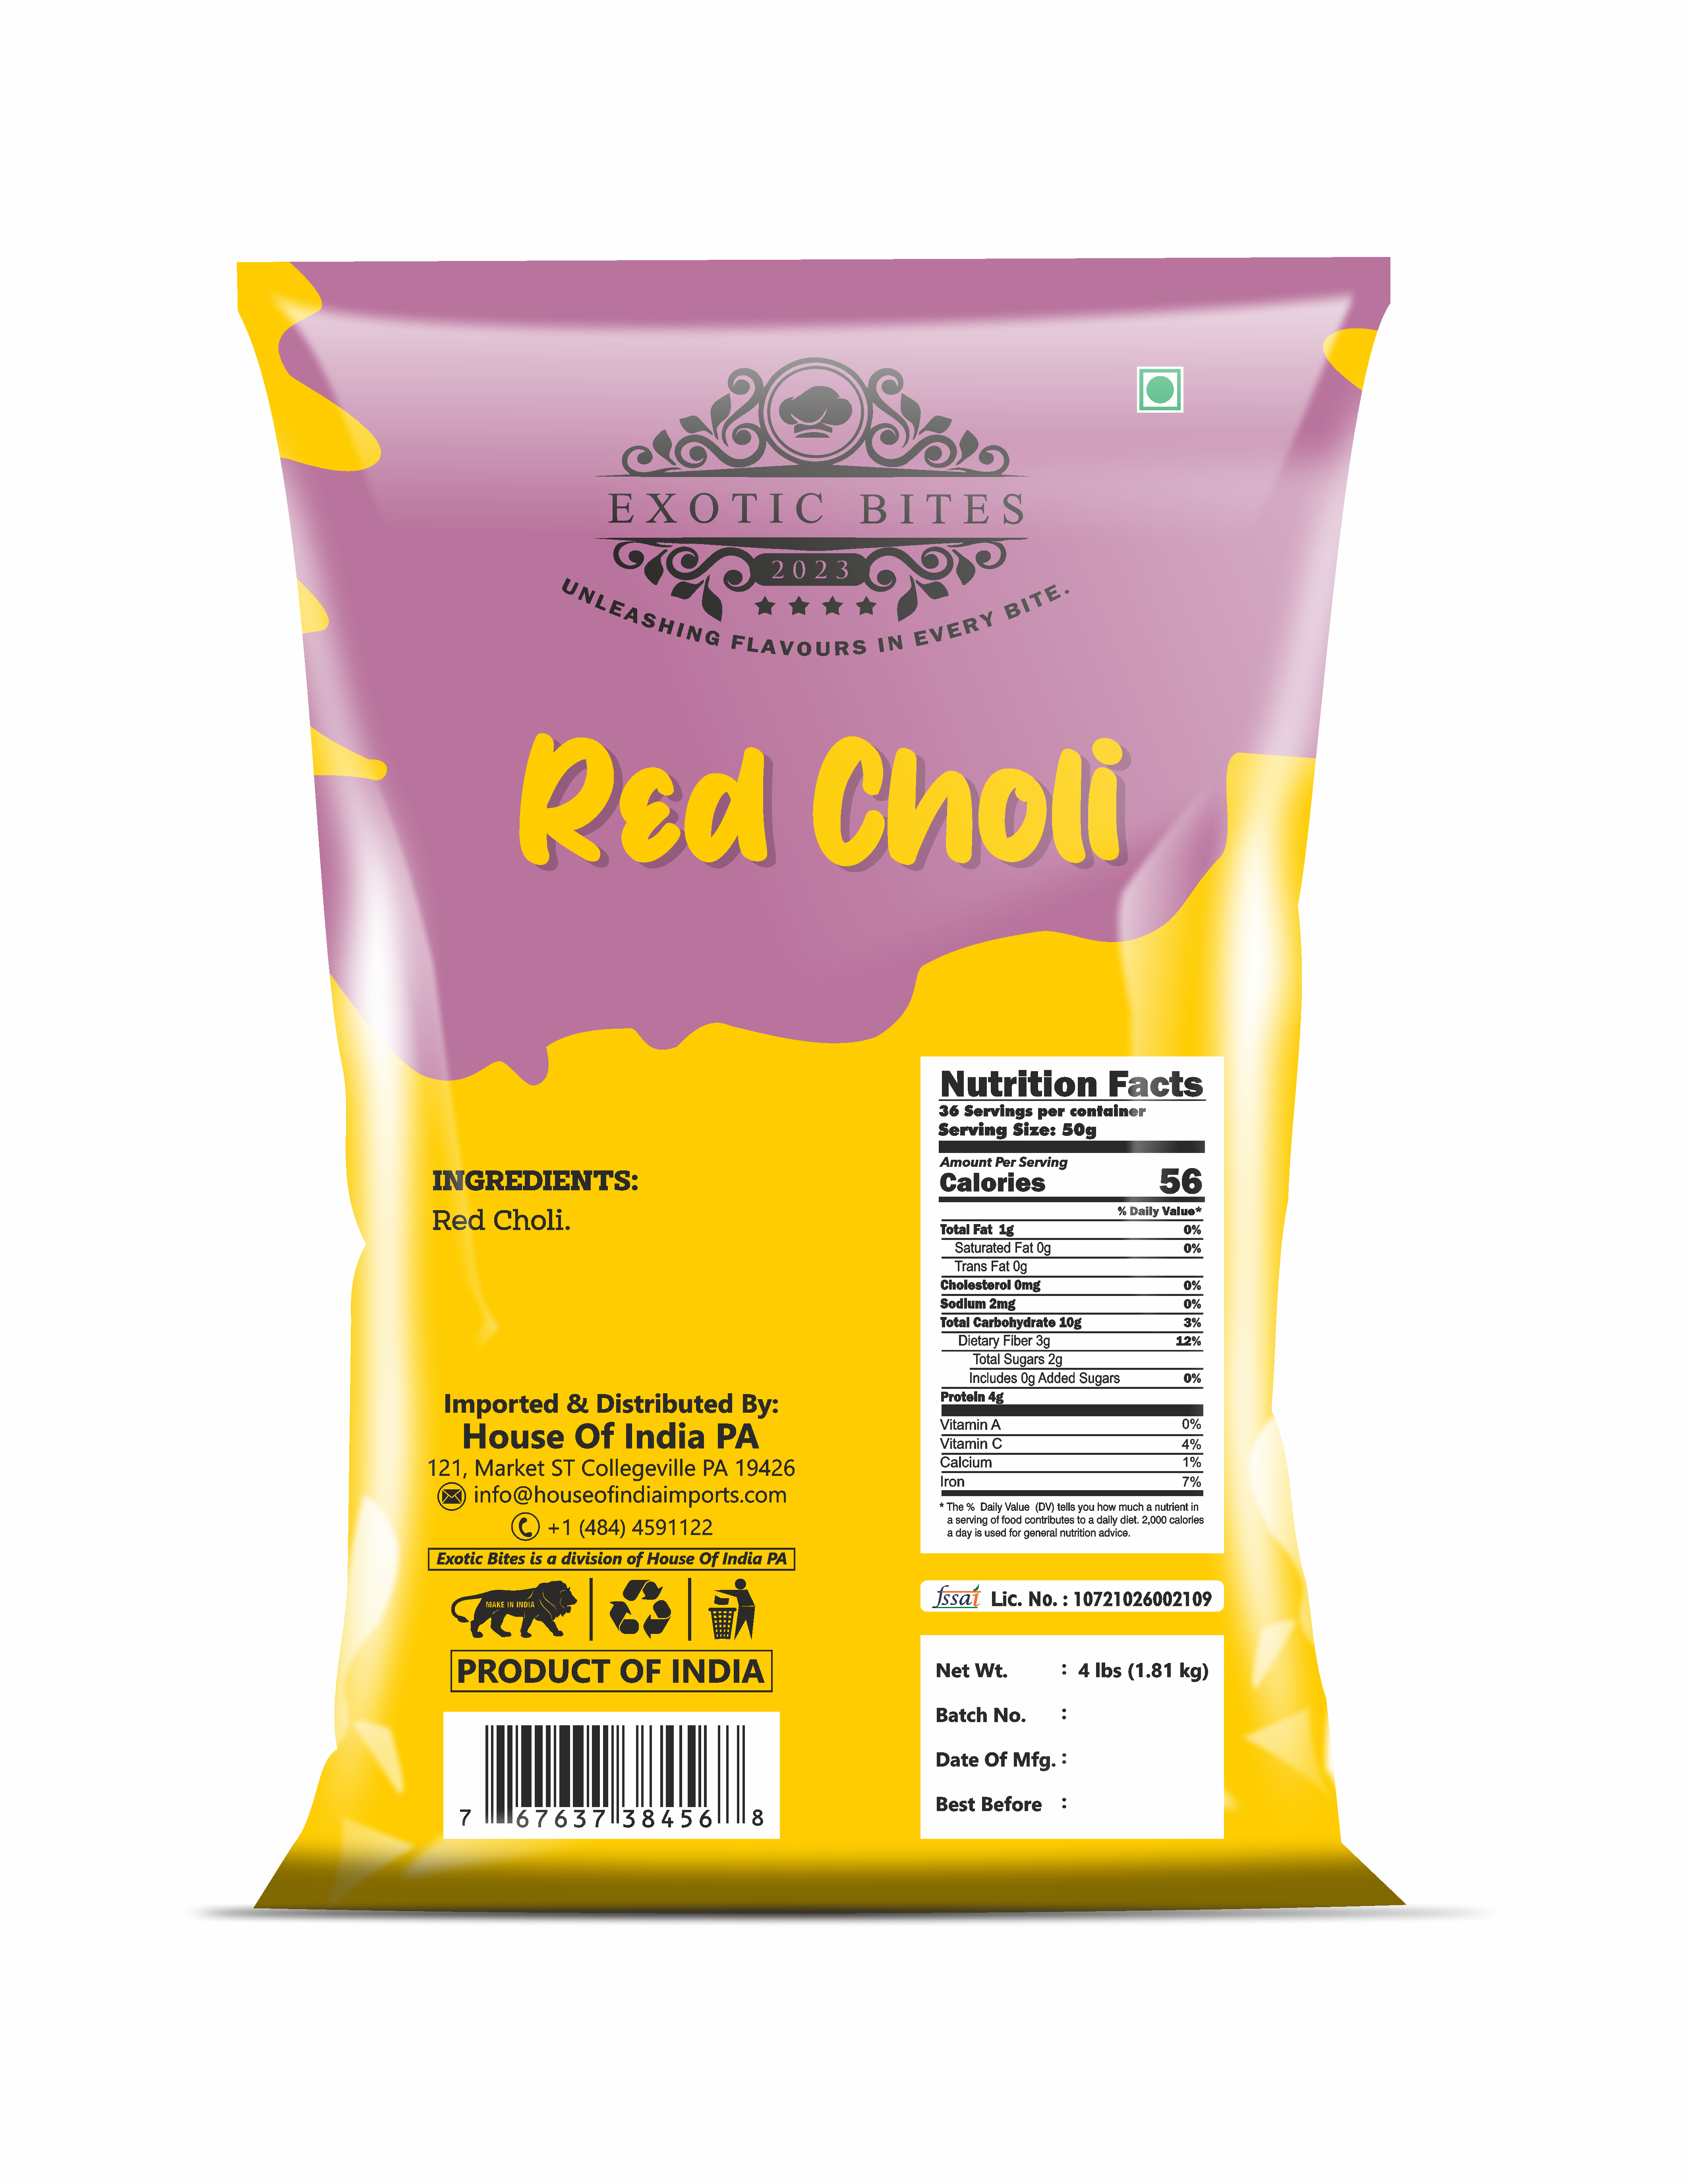 EXOTIC BITES
2023
UNLEASHING FLAVOURS IN EVERY BITE.
Red Choli
INGREDIENTS:
Red Choli.
Imported & Distributed By:
House Of India PA
121, Market ST Collegeville PA 19426
info@houseofindiaimports.com
+1 (484) 4591122
Exotic Bites is a division of House Of India PA
MAKE IN INDIA
PRODUCT OF INDIA
7 67637 38456 8
Nutrition Facts
36 Servings per container
Serving Size: 50g
Amount Per Serving
Calories 56
% Daily Value*
Total Fat 1g 0%
Saturated Fat 0g 0%
Trans Fat 0g
Cholesterol 0mg 0%
Sodium 2mg 0%
Total Carbohydrate 10g 3%
Dietary Fiber 3g 12%
Total Sugars 2g
Includes 0g Added Sugars 0%
Protein 4g
Vitamin A 0%
Vitamin C 4%
Calcium 1%
Iron 7%
* The % Daily Value (DV) tells you how much a nutrient in
a serving of food contributes to a daily diet. 2,000 calories
a day is used for general nutrition advice.
fssai Lic. No. : 10721026002109
Net Wt. : 4 lbs (1.81 kg)
Batch No. :
Date Of Mfg. :
Best Before :